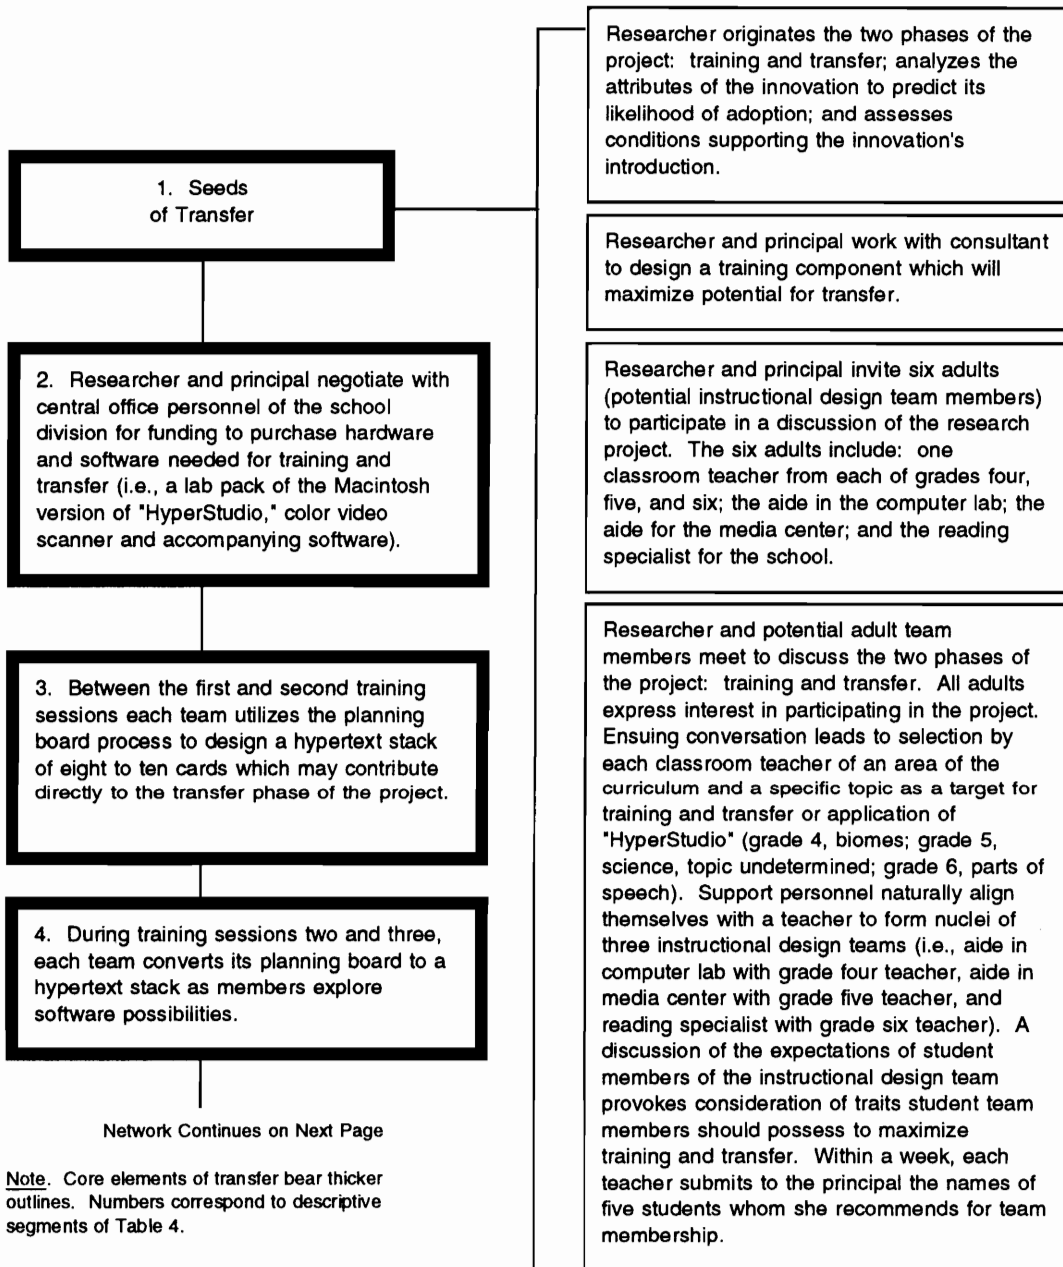 1. Seeds
of Transfer
2. Researcher and principal negotiate with
central office personnel of the school
division for funding to purchase hardware
and software needed for training and
transfer (i.e., a lab pack of the Macintosh
version of "HyperStudio," color video
scanner and accompanying software).
3. Between the first and second training
sessions each team utilizes the planning
board process to design a hypertext stack
of eight to ten cards which may contribute
directly to the transfer phase of the project.
4. During training sessions two and three,
each team converts its planning board to a
hypertext stack as members explore
software possibilities.
Network Continues on Next Page
Note. Core elements of transfer bear thicker
outlines. Numbers correspond to descriptive
segments of Table 4.
Researcher originates the two phases of the
project: training and transfer; analyzes the
attributes of the innovation to predict its
likelihood of adoption; and assesses
conditions supporting the innovation's
introduction.
Researcher and principal work with consultant
to design a training component which will
maximize potential for transfer.
Researcher and principal invite six adults
(potential instructional design team members)
to participate in a discussion of the research
project. The six adults include: one
classroom teacher from each of grades four,
five, and six; the aide in the computer lab; the
aide for the media center; and the reading
specialist for the school.
Researcher and potential adult team
members meet to discuss the two phases of
the project: training and transfer. All adults
express interest in participating in the project.
Ensuing conversation leads to selection by
each classroom teacher of an area of the
curriculum and a specific topic as a target for
training and transfer or application of
"HyperStudio" (grade 4, biomes; grade 5,
science, topic undetermined; grade 6, parts of
speech). Support personnel naturally align
themselves with a teacher to form nuclei of
three instructional design teams (i.e., aide in
computer lab with grade four teacher, aide in
media center with grade five teacher, and
reading specialist with grade six teacher). A
discussion of the expectations of student
members of the instructional design team
provokes consideration of traits student team
members should possess to maximize
training and transfer. Within a week, each
teacher submits to the principal the names of
five students whom she recommends for team
membership.